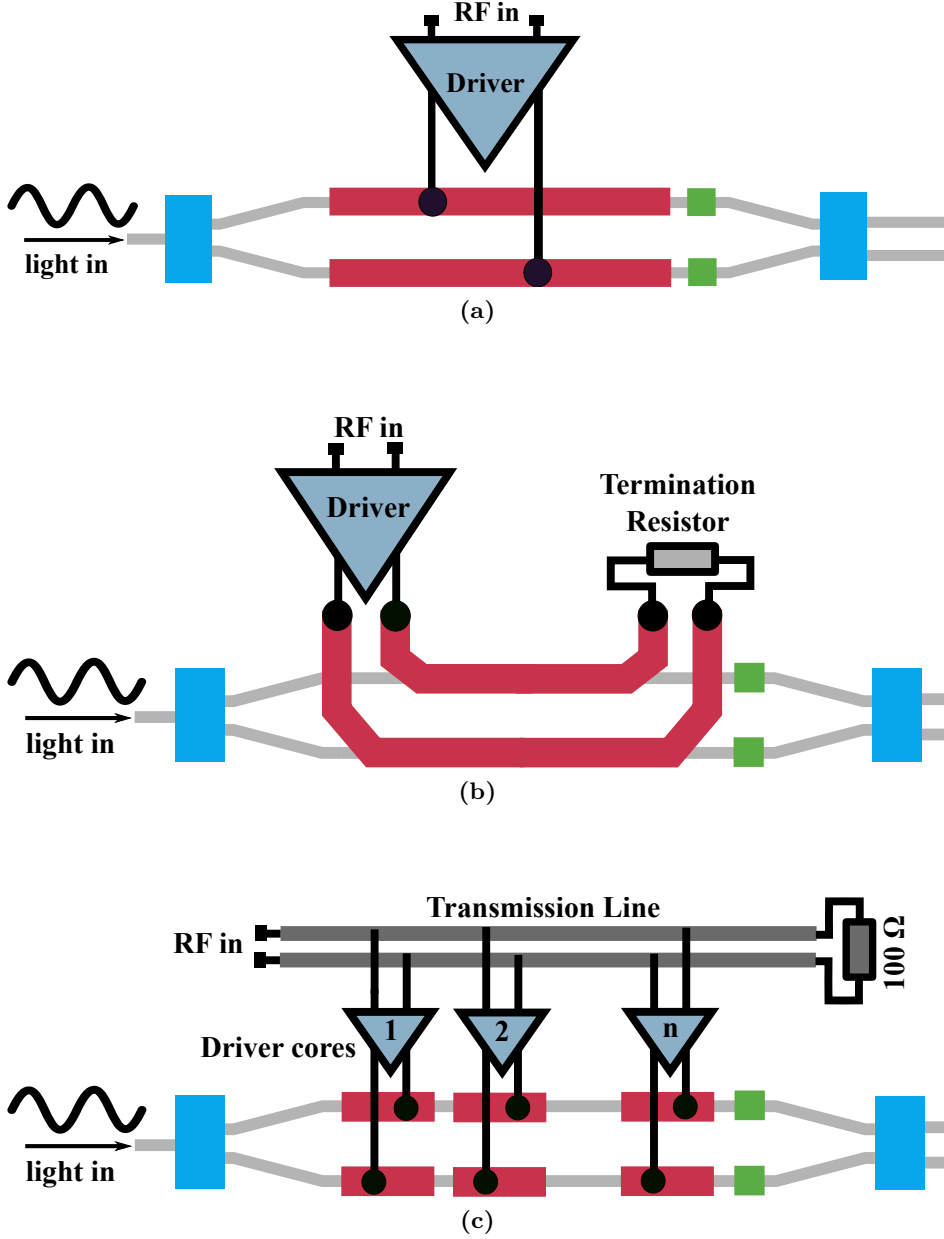 RF in
Driver
light in
(a)
RF in
Driver
Termination
Resistor
light in
(b)
Transmission Line
RF in
100 Ω
1
2
n
Driver cores
light in
(c)